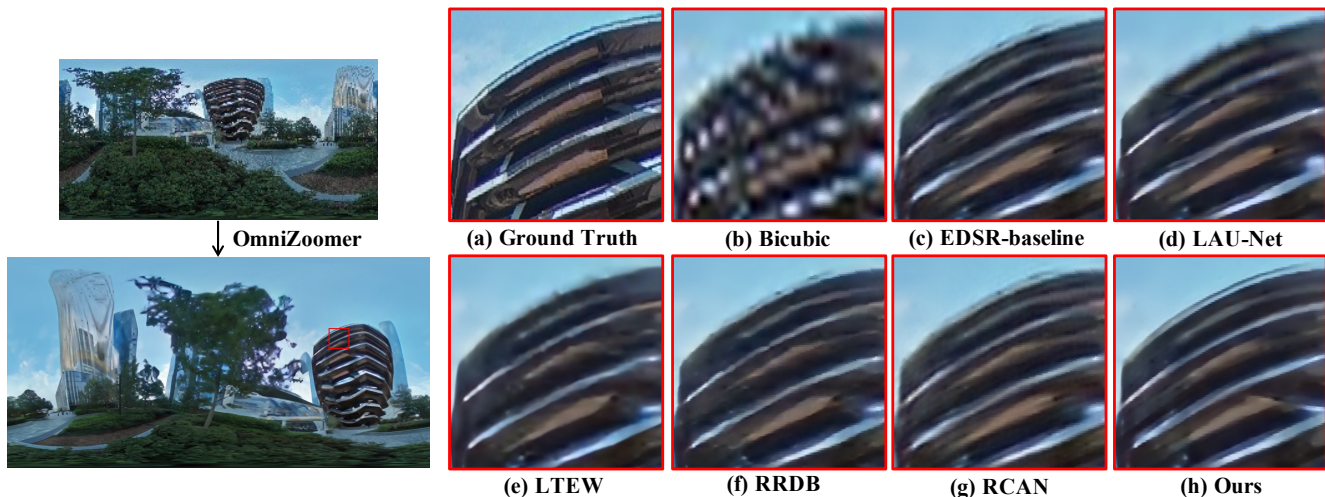 OmniZoomer
(a) Ground Truth
(b) Bicubic
(c) EDSR-baseline
(d) LAU-Net
(e) LTEW
(f) RRDB
(g) RCAN
(h) Ours